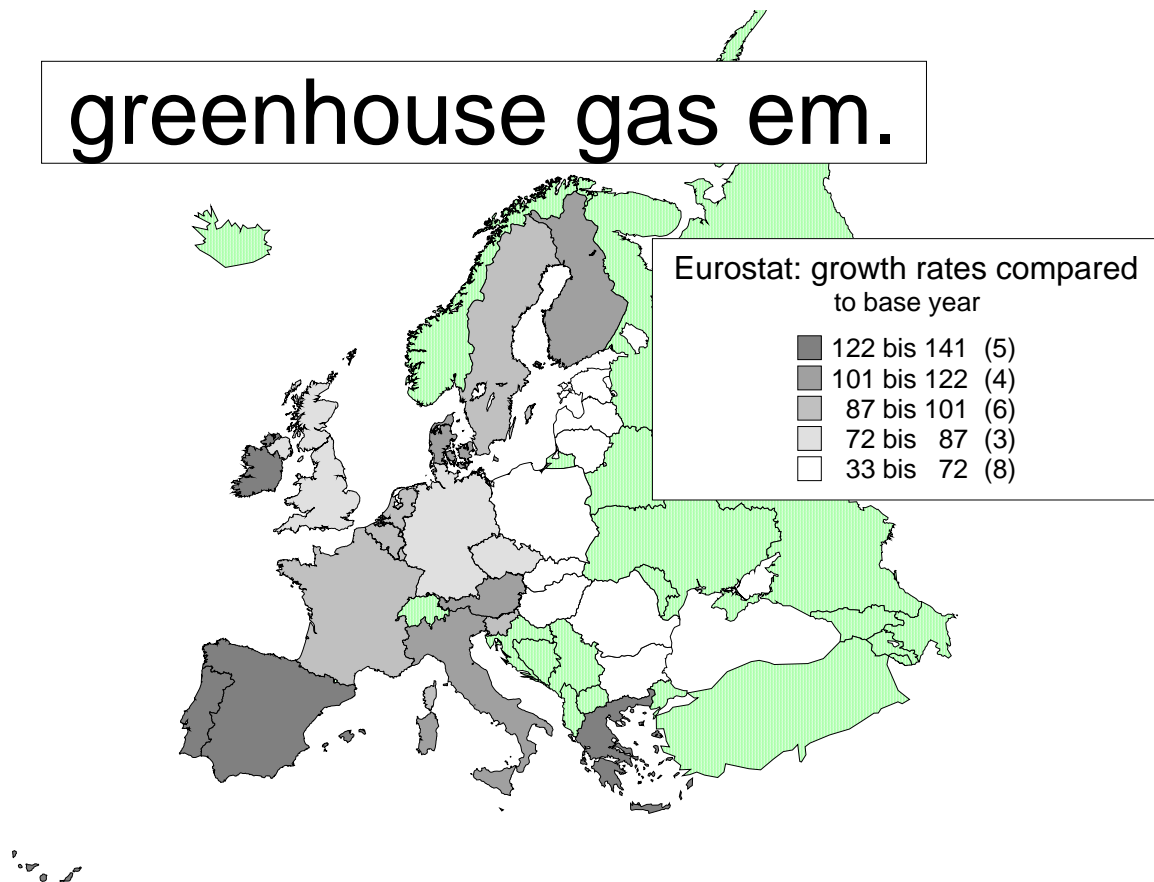 greenhouse gas em.
Eurostat: growth rates compared
to base year
122 bis 141 (5)
101 bis 122 (4)
87 bis 101 (6)
72 bis 87 (3)
33 bis 72 (8)